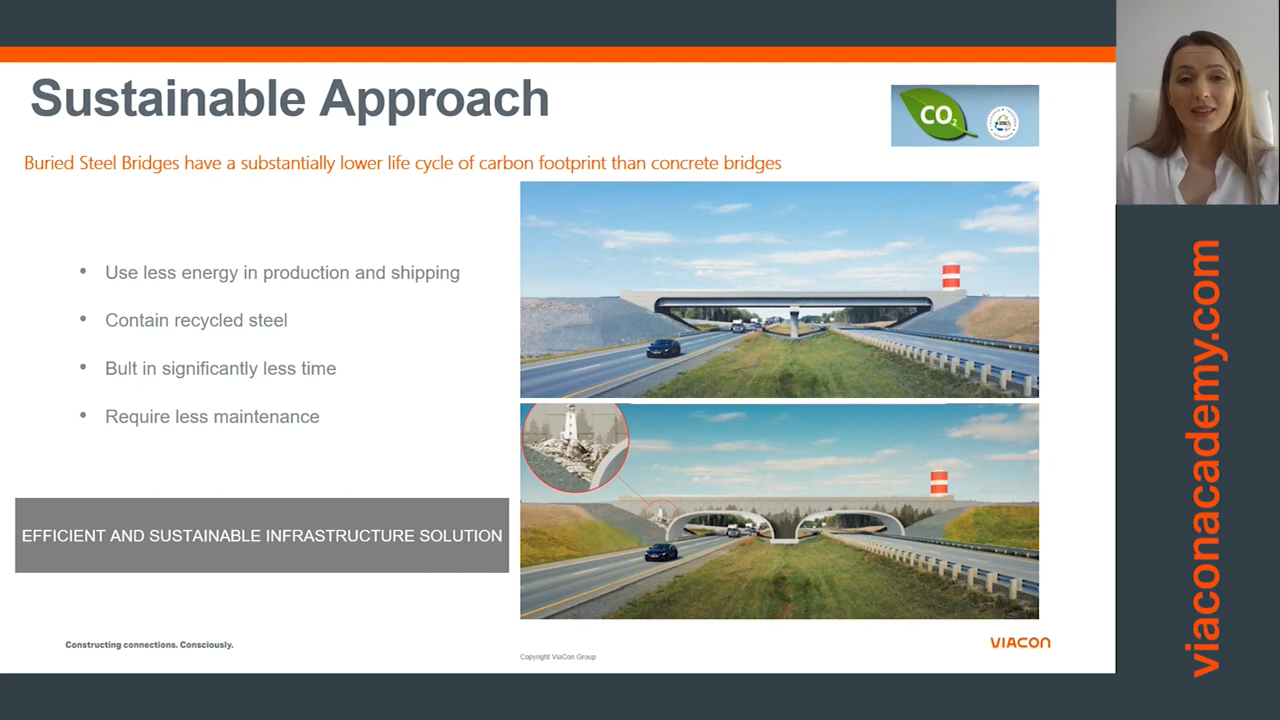 Sustainable Approach
CO2
Buried Steel Bridges have a substantially lower life cycle of carbon footprint than concrete bridges
• Use less energy in production and shipping
• Contain recycled steel
• Bult in significantly less time
• Require less maintenance
EFFICIENT AND SUSTAINABLE INFRASTRUCTURE SOLUTION
Constructing connections. Consciously.
Copyright ViaCon Group
VIACON
viaconacademy.com